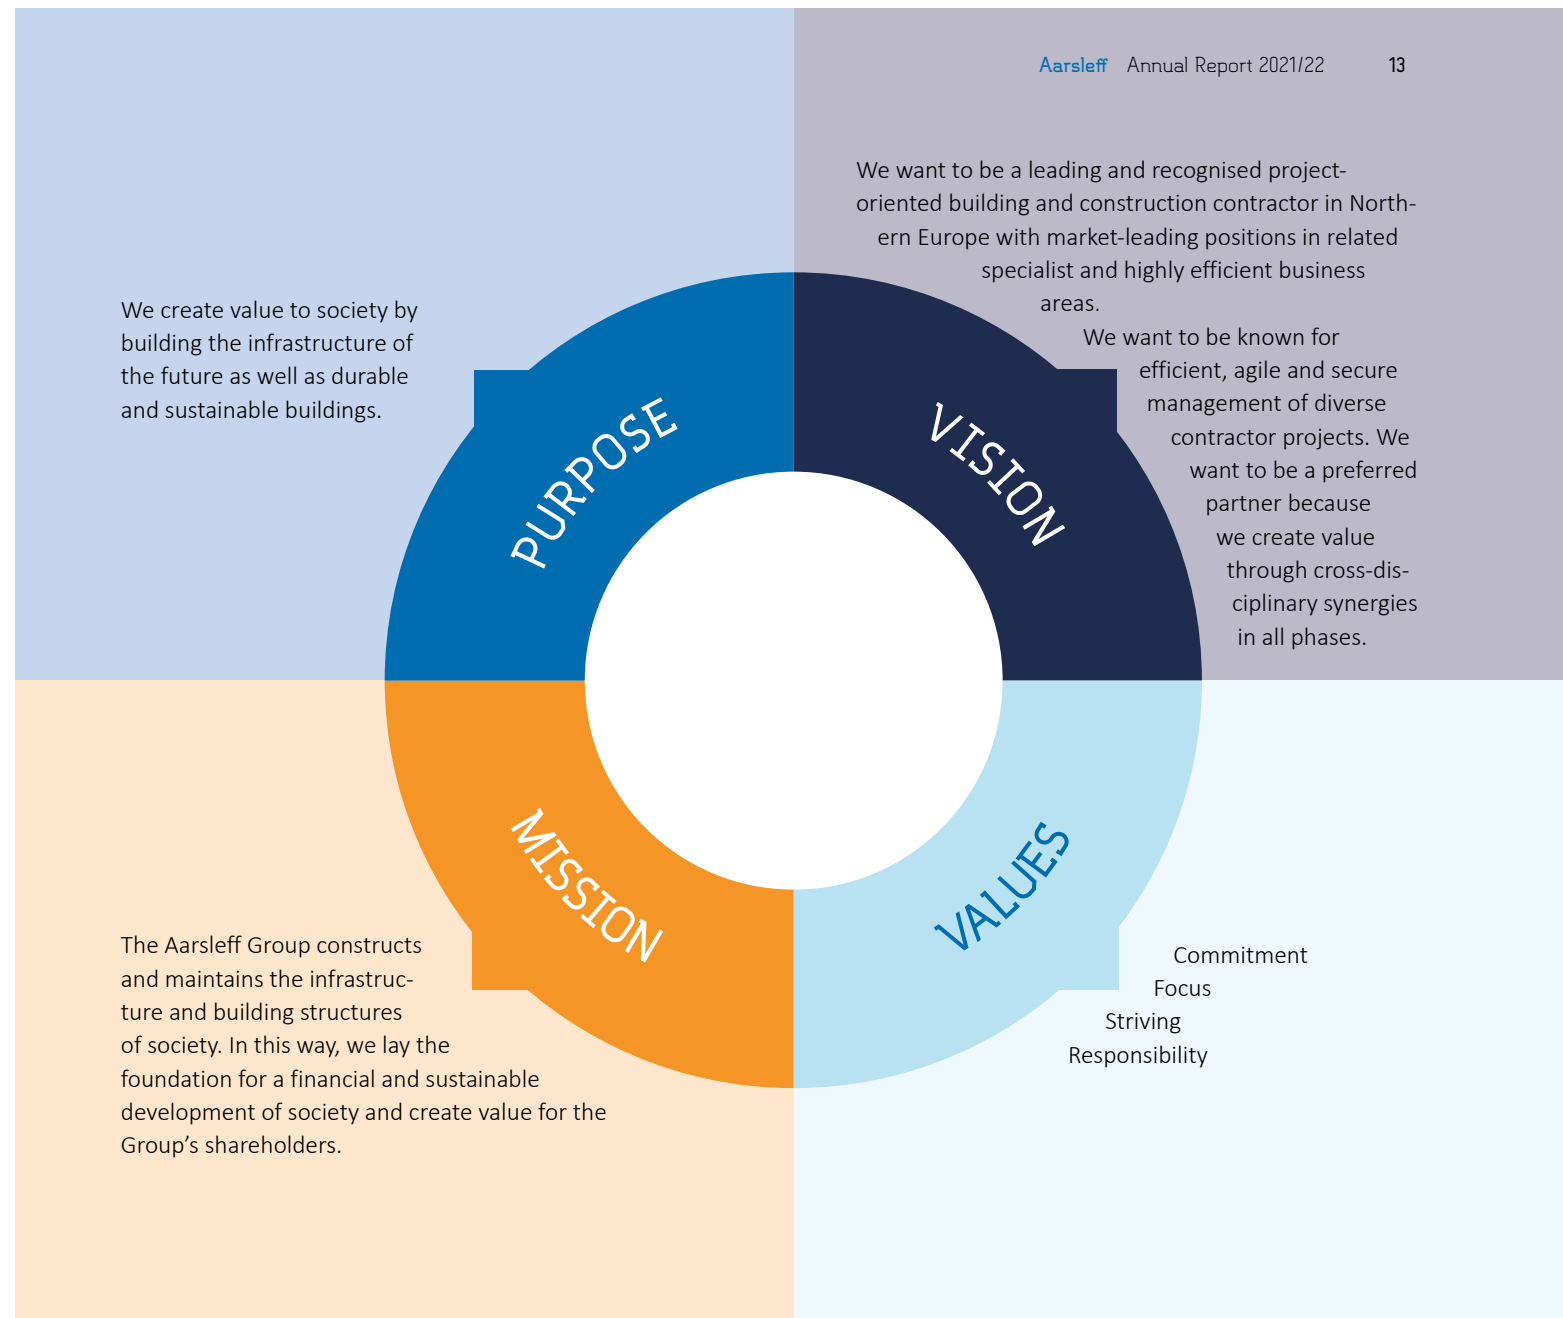 Aarsleff Annual Report 2021/22 13
We create value to society by
building the infrastructure of
the future as well as durable
and sustainable buildings.
PURPOSE
We want to be a leading and recognised project-
oriented building and construction contractor in North-
ern Europe with market-leading positions in related
specialist and highly efficient business
areas.
We want to be known for
efficient, agile and secure
management of diverse
contractor projects. We
want to be a preferred
partner because
we create value
through cross-dis-
ciplinary synergies
in all phases.
VISION
MISSION
The Aarsleff Group constructs
and maintains the infrastruc-
ture and building structures
of society. In this way, we lay the
foundation for a financial and sustainable
development of society and create value for the
Group’s shareholders.
VALUES
Commitment
Focus
Striving
Responsibility